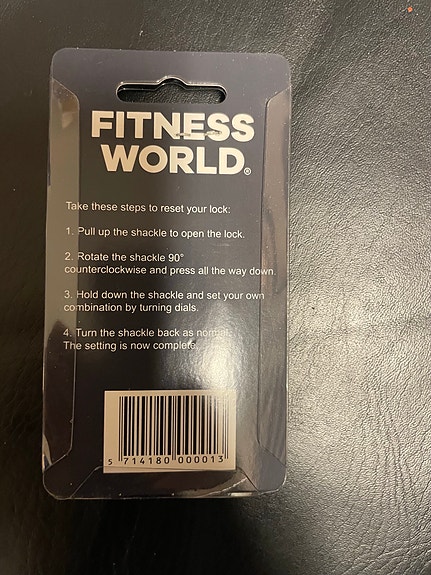 FITNESS
WORLD®
Take these steps to reset your lock:
1. Pull up the shackle to open the lock.
2. Rotate the shackle 90°
counterclockwise and press all the way down.
3. Hold down the shackle and set your own
combination by turning dials.
4. Turn the shackle back as normal.
The setting is now complete.
5 714180 000013